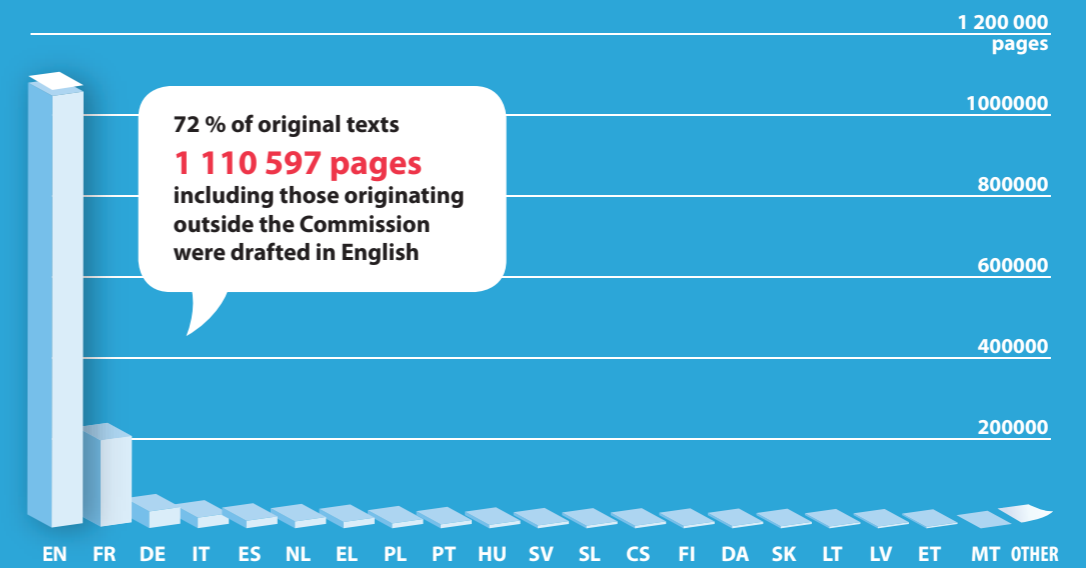 1 200 000
pages
1000000
800000
600000
400000
200000
72 % of original texts
1 110 597 pages
including those originating
outside the Commission
were drafted in English
EN FR DE IT ES NL EL PL PT HU SV SL CS FI DA SK LT LV ET MT OTHER